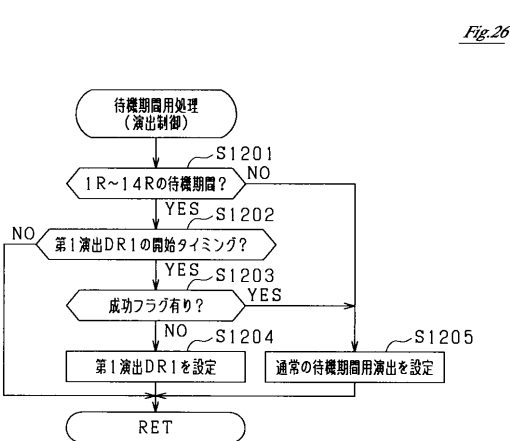 Fig.26
待機期間用処理
(演出制御)
S1201
1R～14Rの待機期間?
NO
YES
S1202
NO
第1演出DR1の開始タイミング?
YES
S1203
成功フラグ有り?
YES
NO
S1204
第1演出DR1を設定
S1205
通常の待機期間用演出を設定
RET